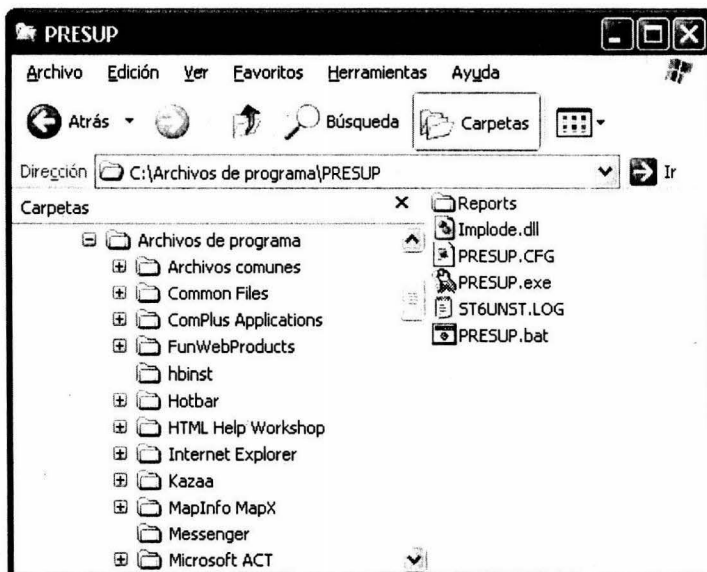 PRESUP
Archivo Edición Ver Favoritos Herramientas Ayuda
Atrás Búsqueda Carpetas
Dirección C:\Archivos de programa\PRESUP Ir
Carpetas
Archivos de programa
Archivos comunes
Common Files
ComPlus Applications
FunWebProducts
hbinst
Hotbar
HTML Help Workshop
Internet Explorer
Kazaa
MapInfo MapX
Messenger
Microsoft ACT
Reports
Implode.dll
PRESUP.CFG
PRESUP.exe
ST6UNST.LOG
PRESUP.bat